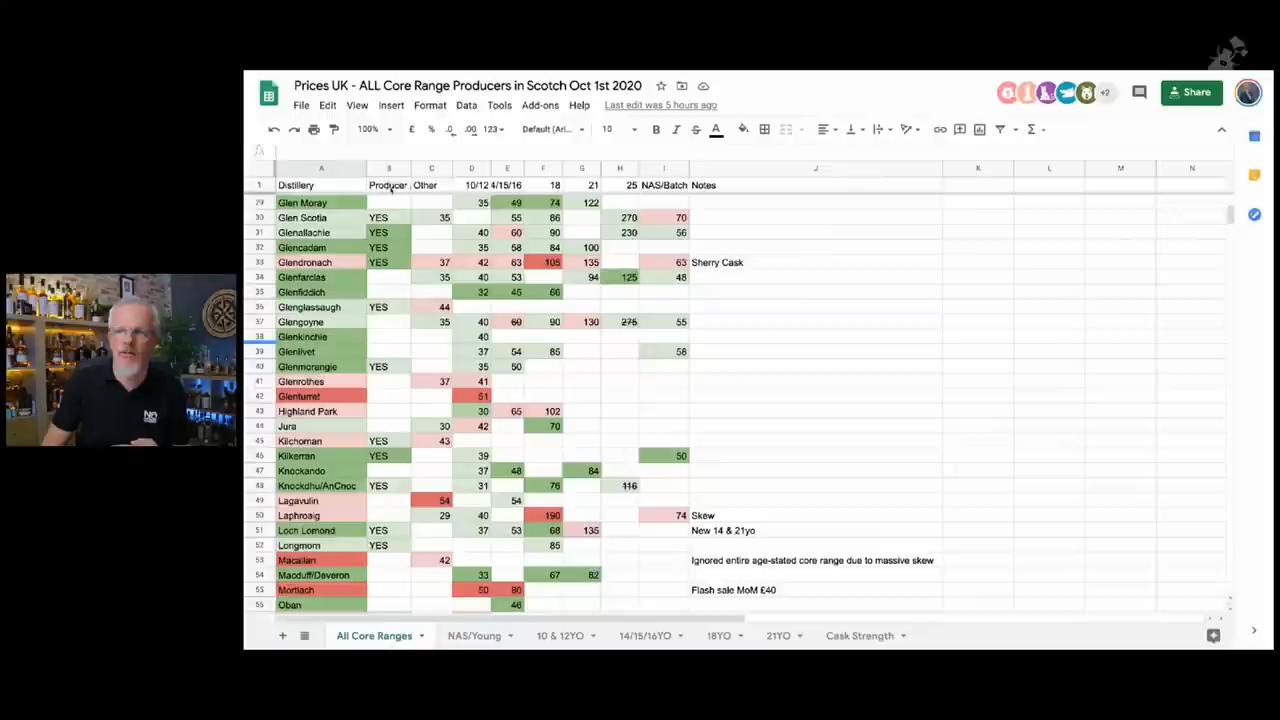 Prices UK - ALL Core Range Producers in Scotch Oct 1st 2020
+2
Share
File Edit View Insert Format Data Tools Add-ons Help Last edit was 5 hours ago
100% £ % .0 .00 123 Default (Ari... 10 B I S A
fx
A B C D E F G H I J K L M N
1 Distillery Producer Other 10/12 4/15/16 18 21 25 NAS/Batch Notes
29 Glen Moray 35 49 74 122
30 Glen Scotia YES 35 55 86 270 70
31 Glenallachie YES 40 60 90 230 56
32 Glencadam YES 35 58 84 100
33 Glendronach YES 37 42 63 105 135 63 Sherry Cask
34 Glenfarclas 35 40 53 94 125 48
35 Glenfiddich 32 45 66
36 Glenglassaugh YES 44
37 Glengoyne 35 40 60 90 130 275 55
38 Glenkinchie 40
39 Glenlivet 37 54 85 58
40 Glenmorangie YES 35 50
41 Glenrothes 37 41
42 Glenturret 51
43 Highland Park 30 65 102
44 Jura 30 42 70
45 Kilchoman YES 43
46 Kilkerran YES 39 50
47 Knockando 37 48 84
48 Knockdhu/AnCnoc YES 31 76 116
49 Lagavulin 54 54
50 Laphroaig 29 40 190 74 Skew
51 Loch Lomond YES 37 53 68 135 New 14 & 21yo
52 Longmorn YES 85
53 Macallan 42 Ignored entire age-stated core range due to massive skew
54 Macduff/Deveron 33 67 82
55 Mortlach 50 80 Flash sale MoM £40
56 Oban 46
All Core Ranges NAS/Young 10 & 12YO 14/15/16YO 18YO 21YO Cask Strength